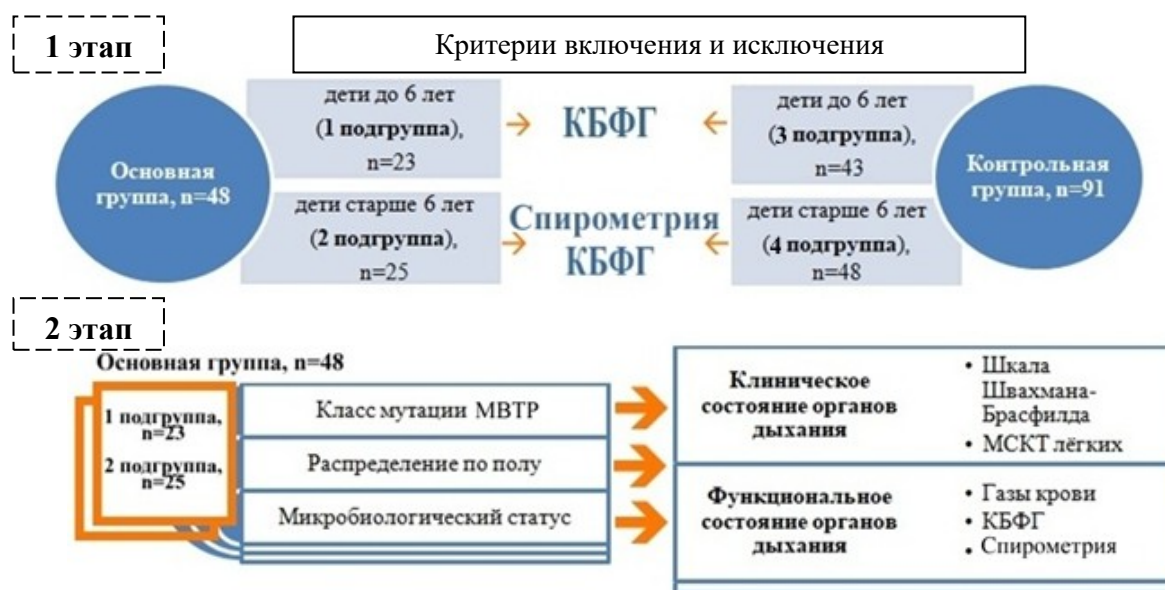 1 этап
Критерии включения и исключения
Основная
группа, n=48
дети до 6 лет
(1 подгруппа),
n=23
КБФГ
дети до 6 лет
(3 подгруппа),
n=43
Контрольная
группа, n=91
дети старше 6 лет
(2 подгруппа),
n=25
Спирометрия
КБФГ
дети старше 6 лет
(4 подгруппа),
n=48
2 этап
Основная группа, n=48
1 подгруппа,
n=23
2 подгруппа,
n=25
Класс мутации МВТР
Распределение по полу
Микробиологический статус
Клиническое
состояние органов
дыхания
• Шкала
Швахмана-
Брасфилда
• МСКТ лёгких
Функциональное
состояние органов
дыхания
• Газы крови
• КБФГ
• Спирометрия